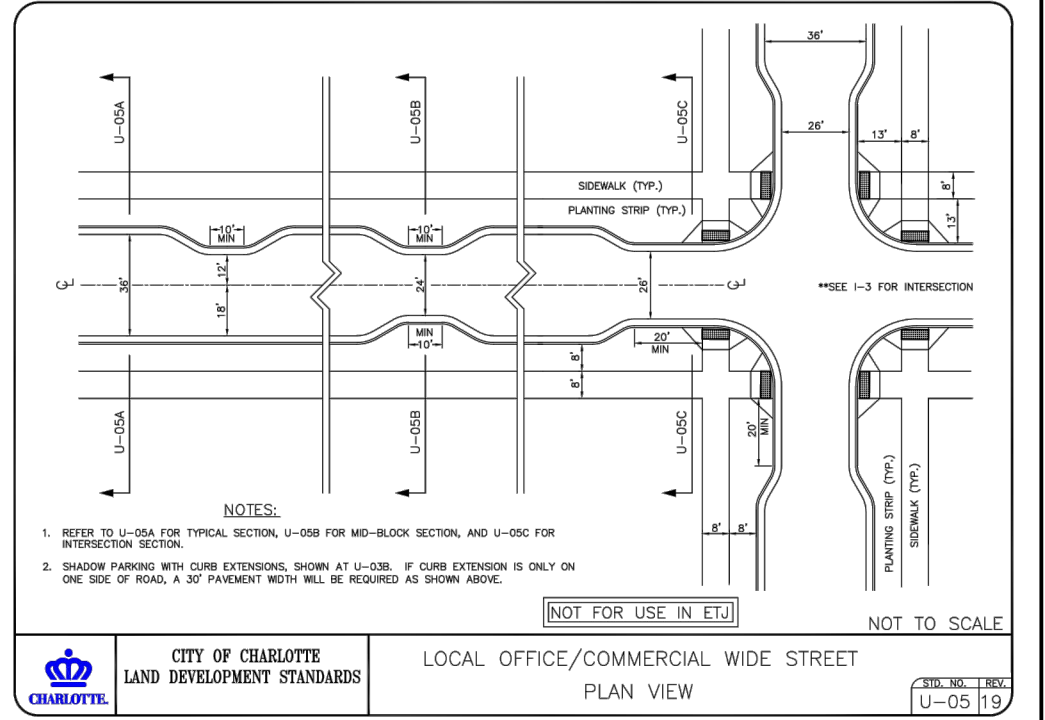 36'
26'
13'
8'
U-05A
U-05B
U-05C
SIDEWALK (TYP.)
PLANTING STRIP (TYP.)
8'
13'
10'
MIN
10'
MIN
12'
36'
18'
24'
26'
**SEE I-3 FOR INTERSECTION
MIN
10'
20'
MIN
8'
8'
20'
MIN
U-05A
U-05B
U-05C
8'
8'
PLANTING STRIP (TYP.)
SIDEWALK (TYP.)
NOTES:
1. REFER TO U-05A FOR TYPICAL SECTION, U-05B FOR MID-BLOCK SECTION, AND U-05C FOR
INTERSECTION SECTION.
2. SHADOW PARKING WITH CURB EXTENSIONS, SHOWN AT U-03B. IF CURB EXTENSION IS ONLY ON
ONE SIDE OF ROAD, A 30' PAVEMENT WIDTH WILL BE REQUIRED AS SHOWN ABOVE.
NOT FOR USE IN ETJ
NOT TO SCALE
CHARLOTTE.
CITY OF CHARLOTTE
LAND DEVELOPMENT STANDARDS
LOCAL OFFICE/COMMERCIAL WIDE STREET
PLAN VIEW
STD. NO. REV.
U-05 19